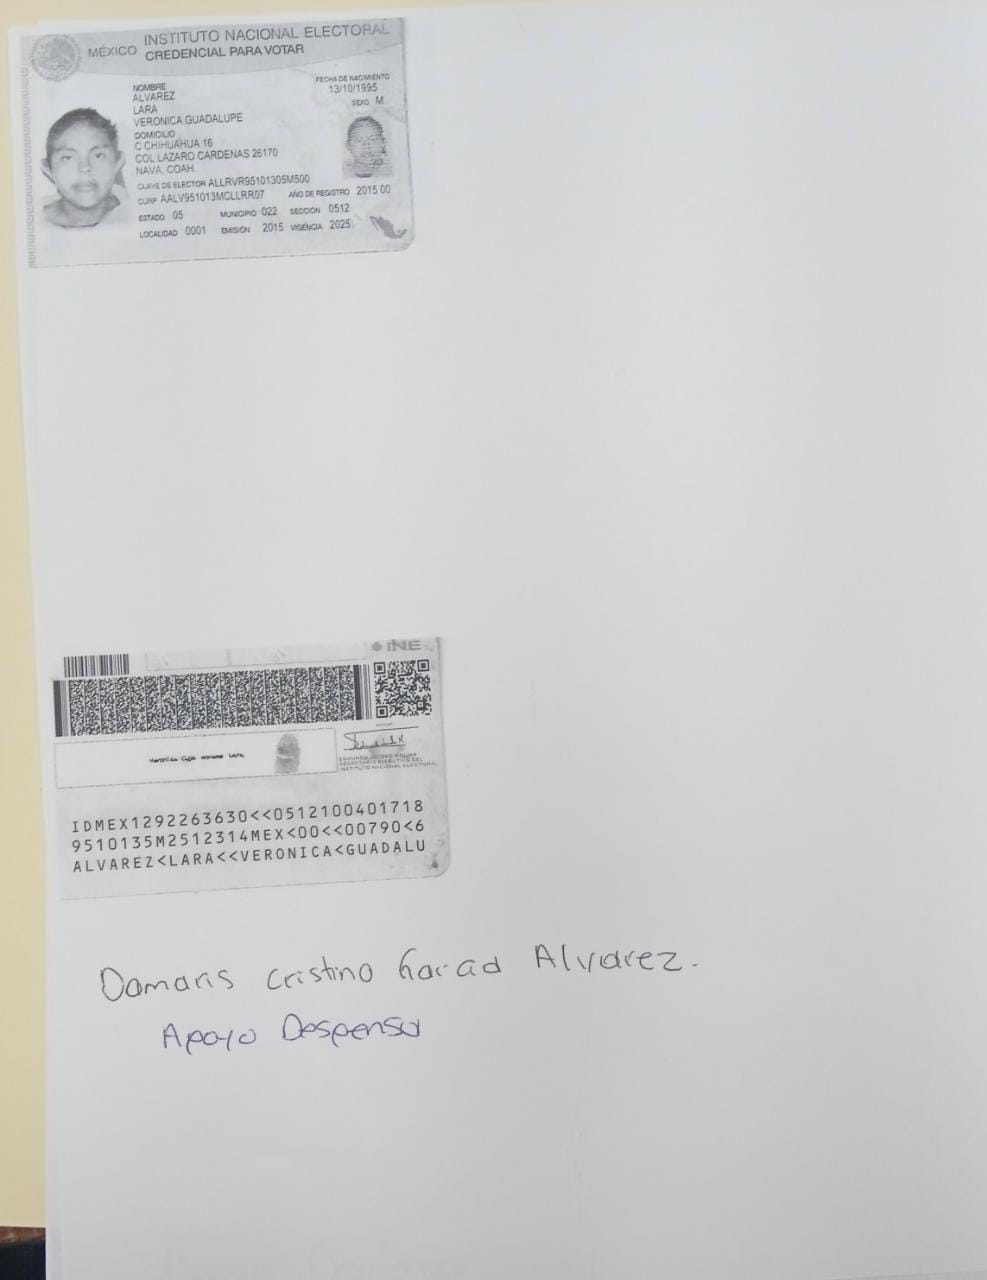 INSTITUTO NACIONAL ELECTORAL
MÉXICO CREDENCIAL PARA VOTAR
NOMBRE
ALVAREZ
LARA
VERONICA GUADALUPE
FECHA DE NACIMIENTO
13/10/1995
SEXO M
DOMICILIO
C CHIHUAHUA 16
COL LAZARO CARDENAS 26170
NAVA, COAH.
CLAVE DE ELECTOR ALLRVR95101305M500
CURP AALV951013MCLLRR07 AÑO DE REGISTRO 2015 00
ESTADO 05 MUNICIPIO 022 SECCIÓN 0512
LOCALIDAD 0001 EMISIÓN 2015 VIGENCIA 2025
INE
EDMUNDO JACOBO MOLINA
SECRETARIO EJECUTIVO DEL
INSTITUTO NACIONAL ELECTORAL
IDMEX1292263630<<0512100401718
9510135M2512314MEX<00<<00790<6
ALVAREZ<LARA<<VERONICA<GUADALU
Damaris Cristino Alvarez.
Apoyo Despensa